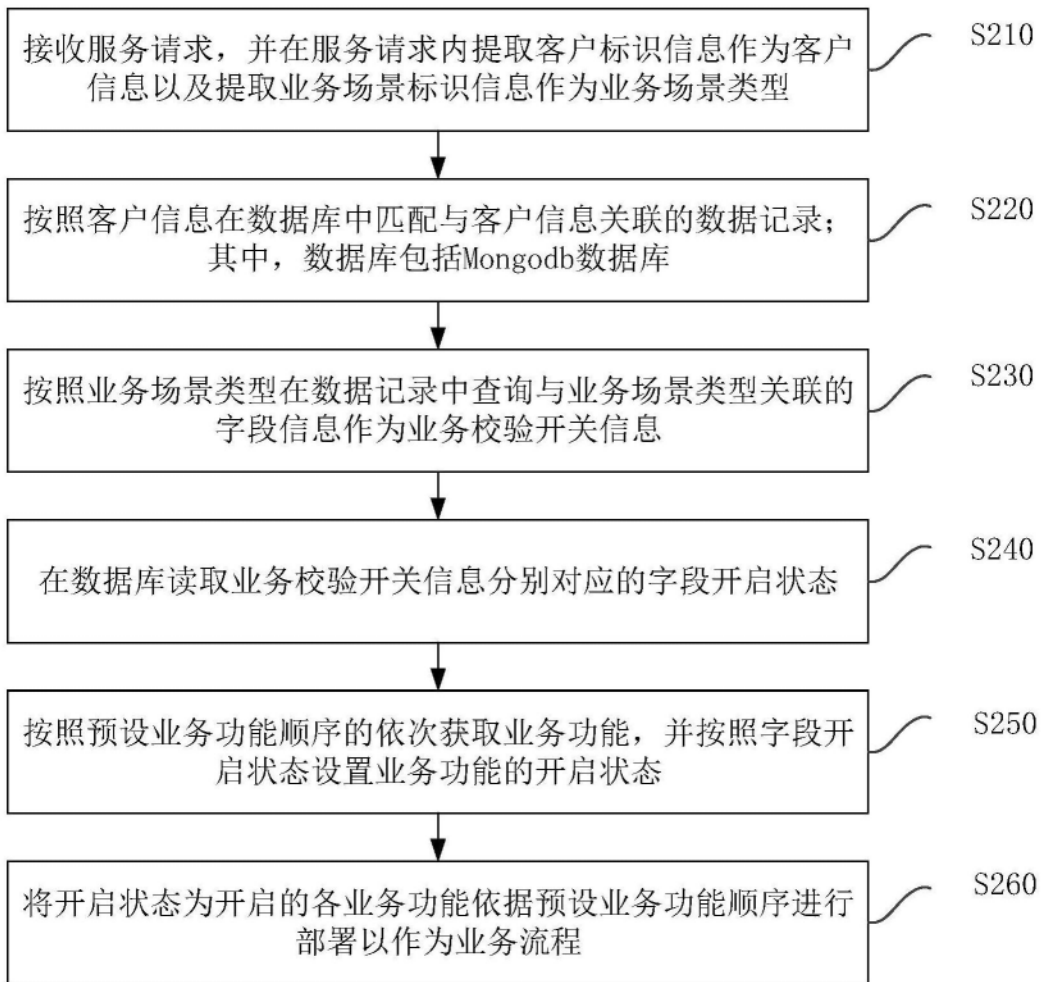 接收服务请求，并在服务请求内提取客户标识信息作为客户
信息以及提取业务场景标识信息作为业务场景类型
S210
按照客户信息在数据库中匹配与客户信息关联的数据记录；
其中，数据库包括Mongodb数据库
S220
按照业务场景类型在数据记录中查询与业务场景类型关联的
字段信息作为业务校验开关信息
S230
在数据库读取业务校验开关信息分别对应的字段开启状态
S240
按照预设业务功能顺序的依次获取业务功能，并按照字段开
启状态设置业务功能的开启状态
S250
将开启状态为开启的各业务功能依据预设业务功能顺序进行
部署以作为业务流程
S260